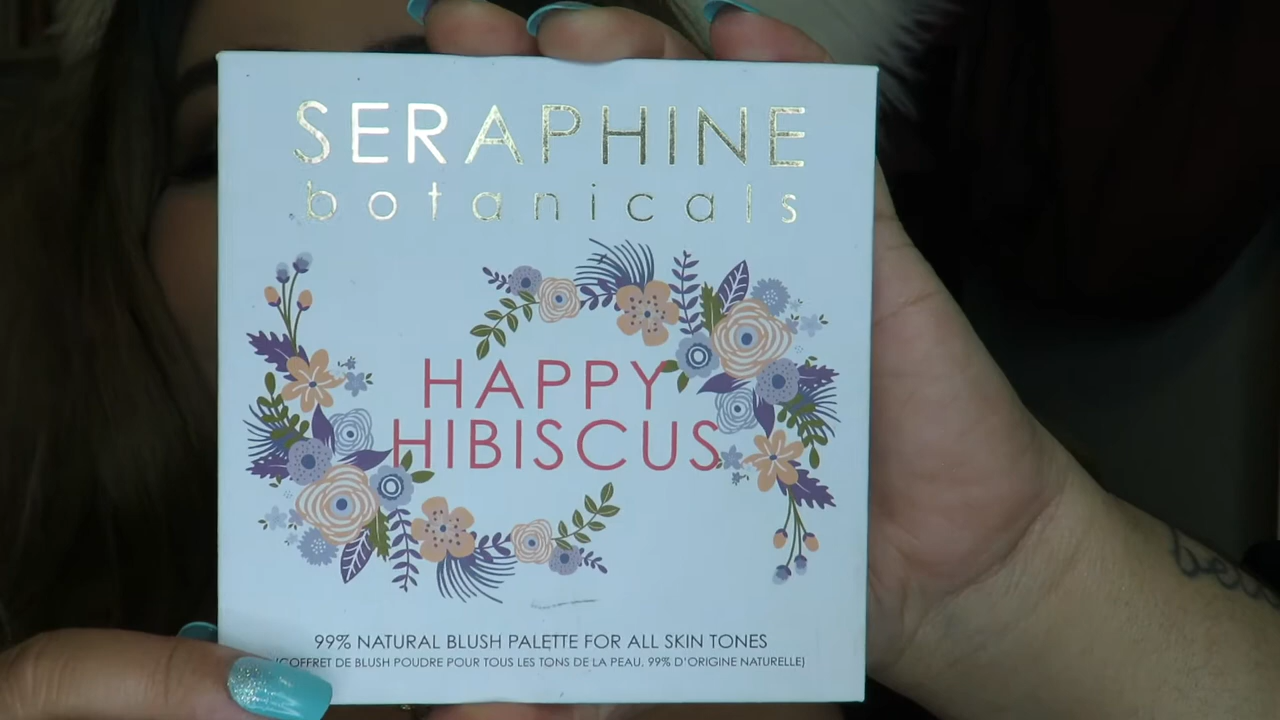 SERAPHINE
botanicals
HAPPY
HIBISCUS
99% NATURAL BLUSH PALETTE FOR ALL SKIN TONES
(COFFRET DE BLUSH POUDRE POUR TOUS LES TONS DE LA PEAU. 99% D'ORIGINE NATURELLE)